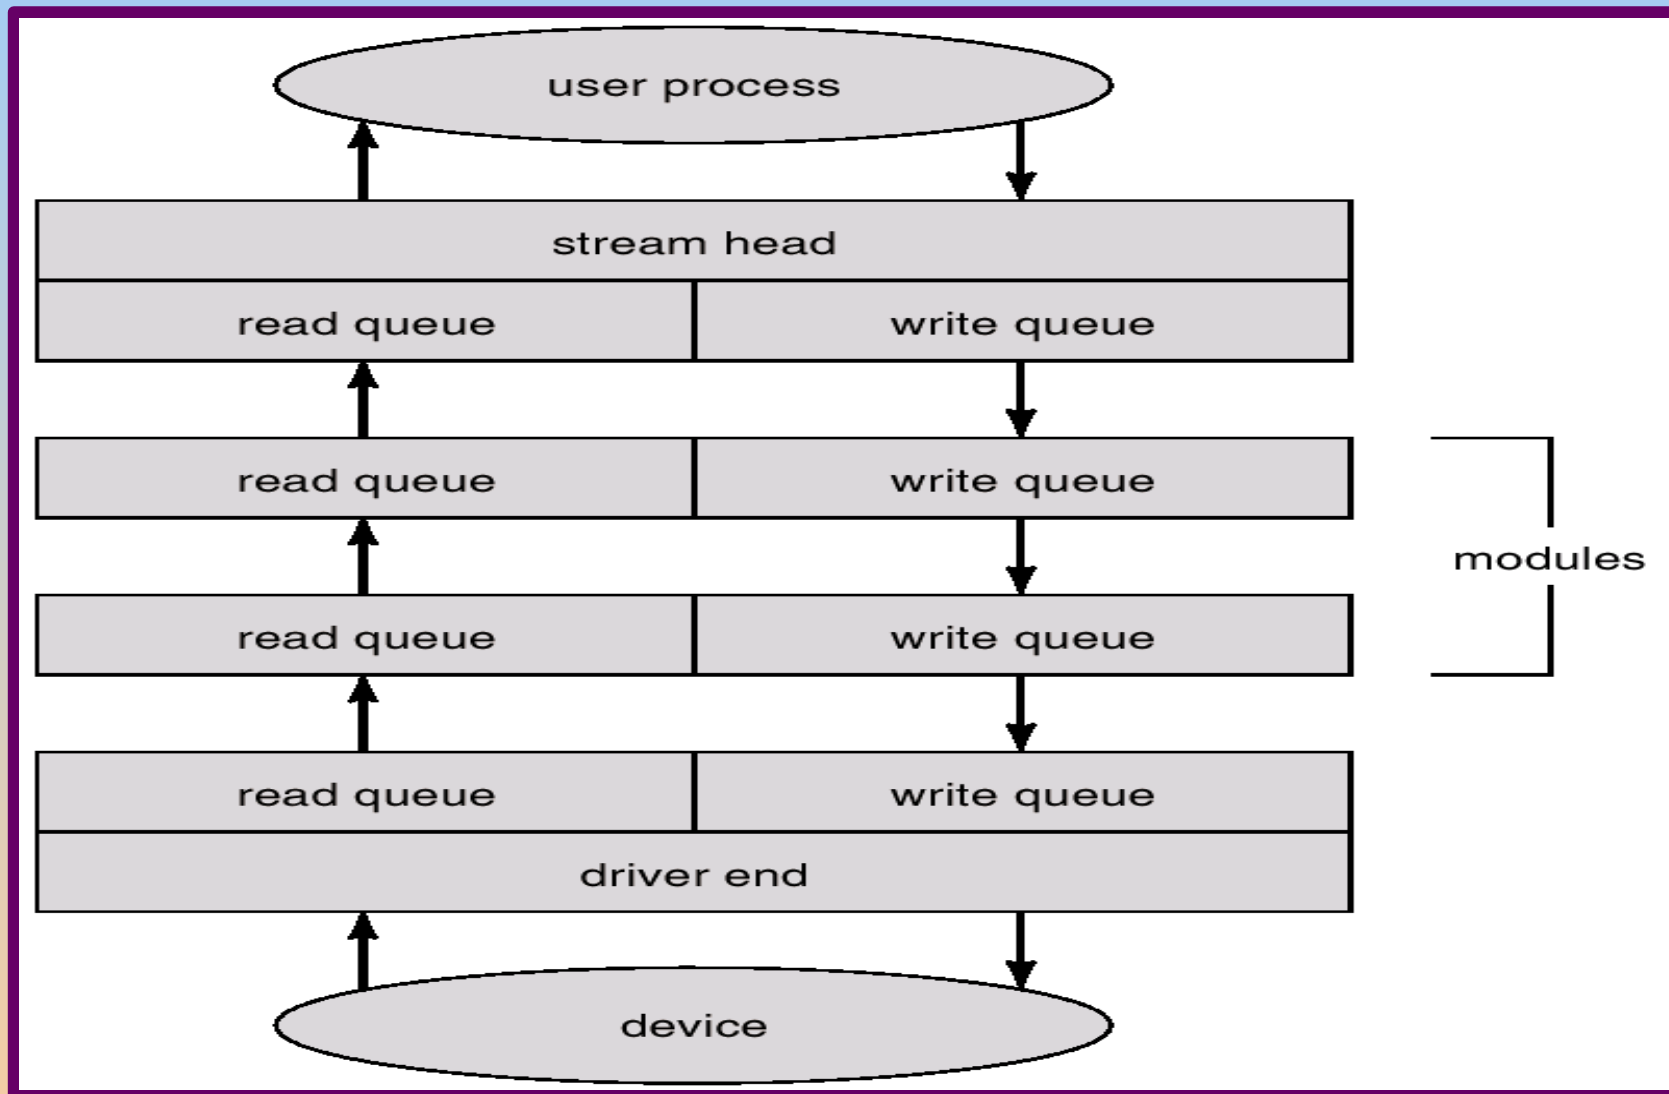 user process
stream head
read queue write queue
read queue write queue
modules
read queue write queue
read queue write queue
driver end
device